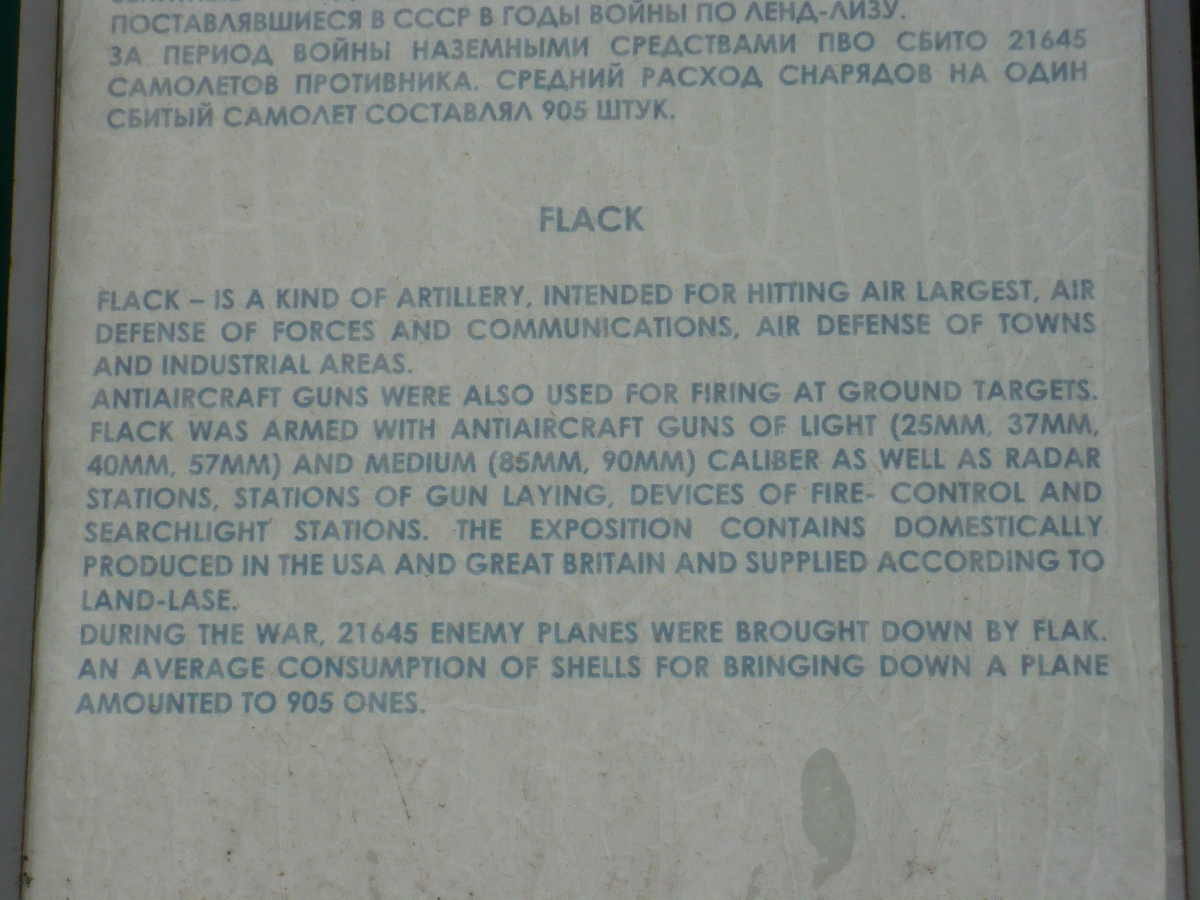 ПОСТАВЛЯВШИЕСЯ В СССР В ГОДЫ ВОЙНЫ ПО ЛЕНД-ЛИЗУ.
ЗА ПЕРИОД ВОЙНЫ НАЗЕМНЫМИ СРЕДСТВАМИ ПВО СБИТО 21645
САМОЛЕТОВ ПРОТИВНИКА. СРЕДНИЙ РАСХОД СНАРЯДОВ НА ОДИН
СБИТЫЙ САМОЛЕТ СОСТАВЛЯЛ 905 ШТУК.
FLACK
FLACK – IS A KIND OF ARTILLERY, INTENDED FOR HITTING AIR LARGEST, AIR
DEFENSE OF FORCES AND COMMUNICATIONS, AIR DEFENSE OF TOWNS
AND INDUSTRIAL AREAS.
ANTIAIRCRAFT GUNS WERE ALSO USED FOR FIRING AT GROUND TARGETS.
FLACK WAS ARMED WITH ANTIAIRCRAFT GUNS OF LIGHT (25MM, 37MM,
40MM, 57MM) AND MEDIUM (85MM, 90MM) CALIBER AS WELL AS RADAR
STATIONS, STATIONS OF GUN LAYING, DEVICES OF FIRE- CONTROL AND
SEARCHLIGHT STATIONS. THE EXPOSITION CONTAINS DOMESTICALLY
PRODUCED IN THE USA AND GREAT BRITAIN AND SUPPLIED ACCORDING TO
LAND-LASE.
DURING THE WAR, 21645 ENEMY PLANES WERE BROUGHT DOWN BY FLAK.
AN AVERAGE CONSUMPTION OF SHELLS FOR BRINGING DOWN A PLANE
AMOUNTED TO 905 ONES.